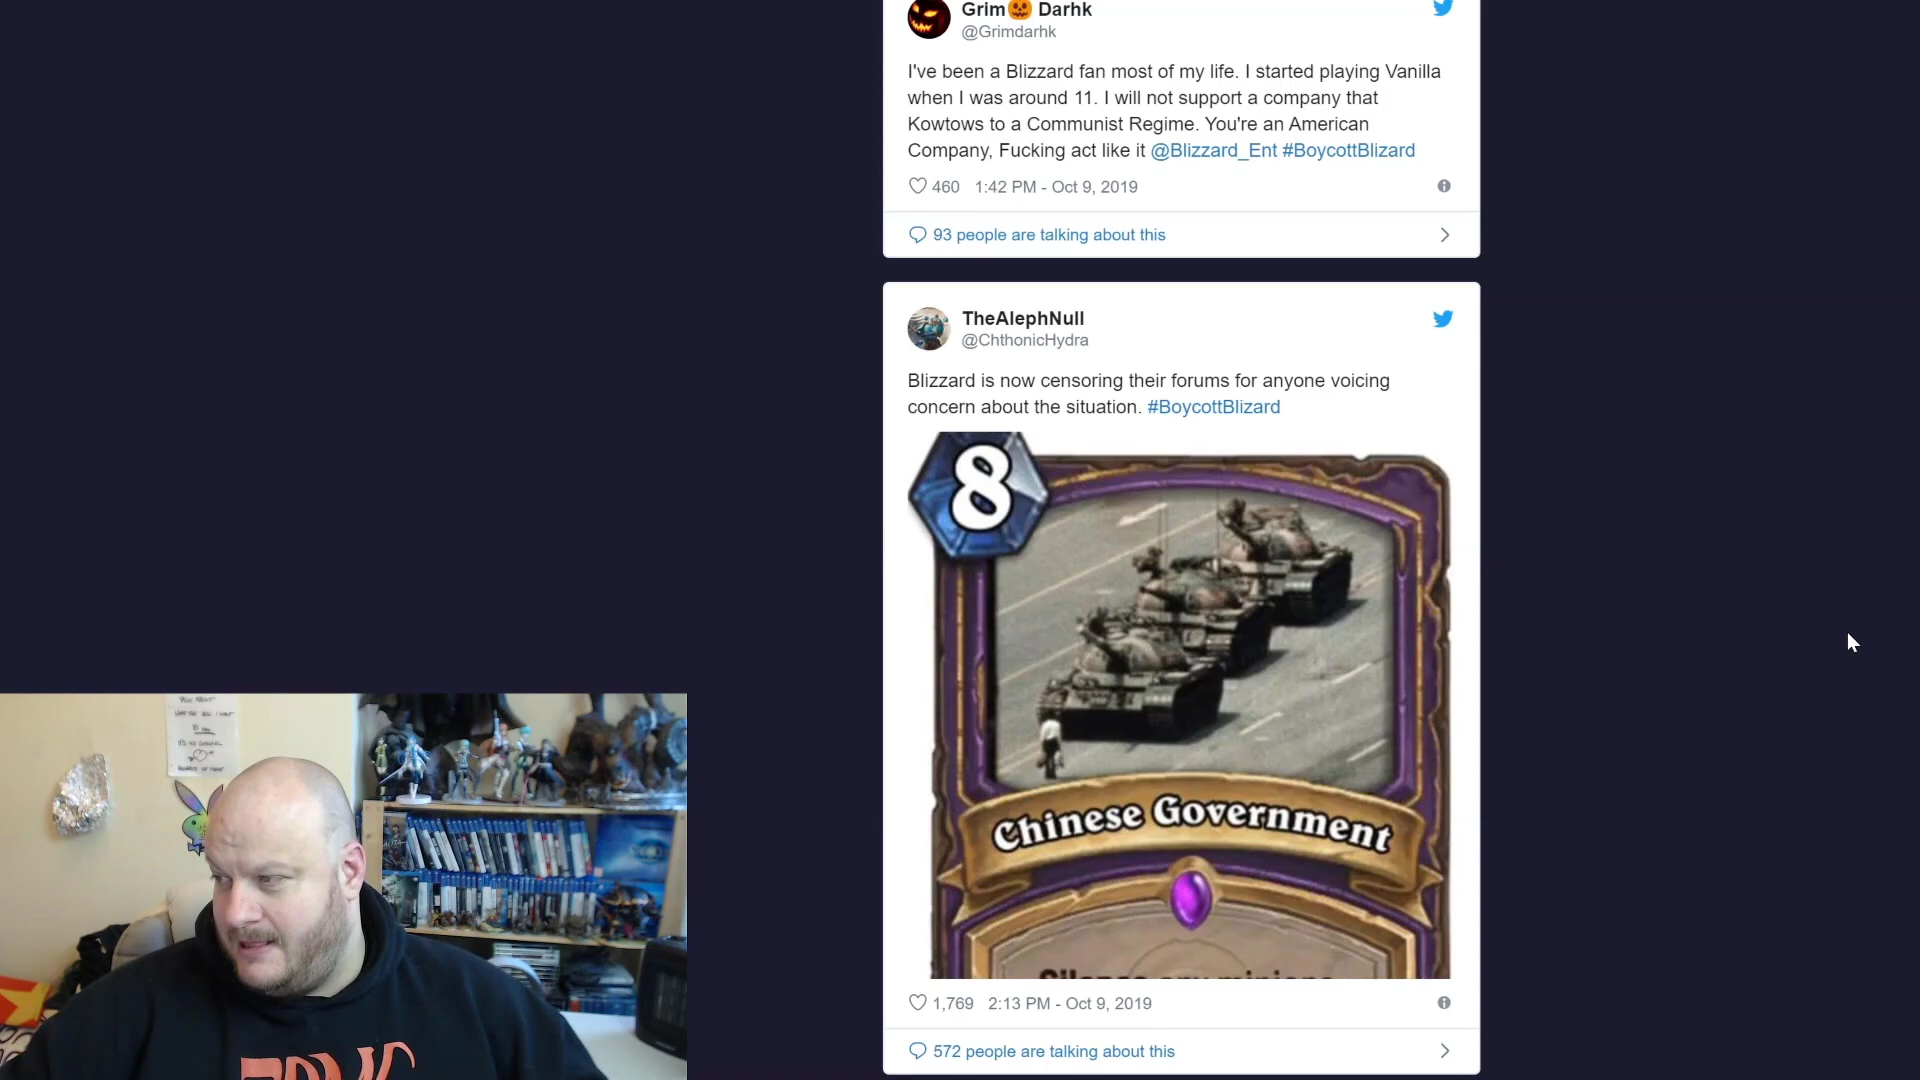 Grim🎃 Darhk
@Grimdarhk
I've been a Blizzard fan most of my life. I started playing Vanilla
when I was around 11. I will not support a company that
Kowtows to a Communist Regime. You're an American
Company, Fucking act like it @Blizzard_Ent #BoycottBlizard
460 1:42 PM - Oct 9, 2019
93 people are talking about this
TheAlephNull
@ChthonicHydra
Blizzard is now censoring their forums for anyone voicing
concern about the situation. #BoycottBlizard
8
Chinese Government
1,769 2:13 PM - Oct 9, 2019
572 people are talking about this